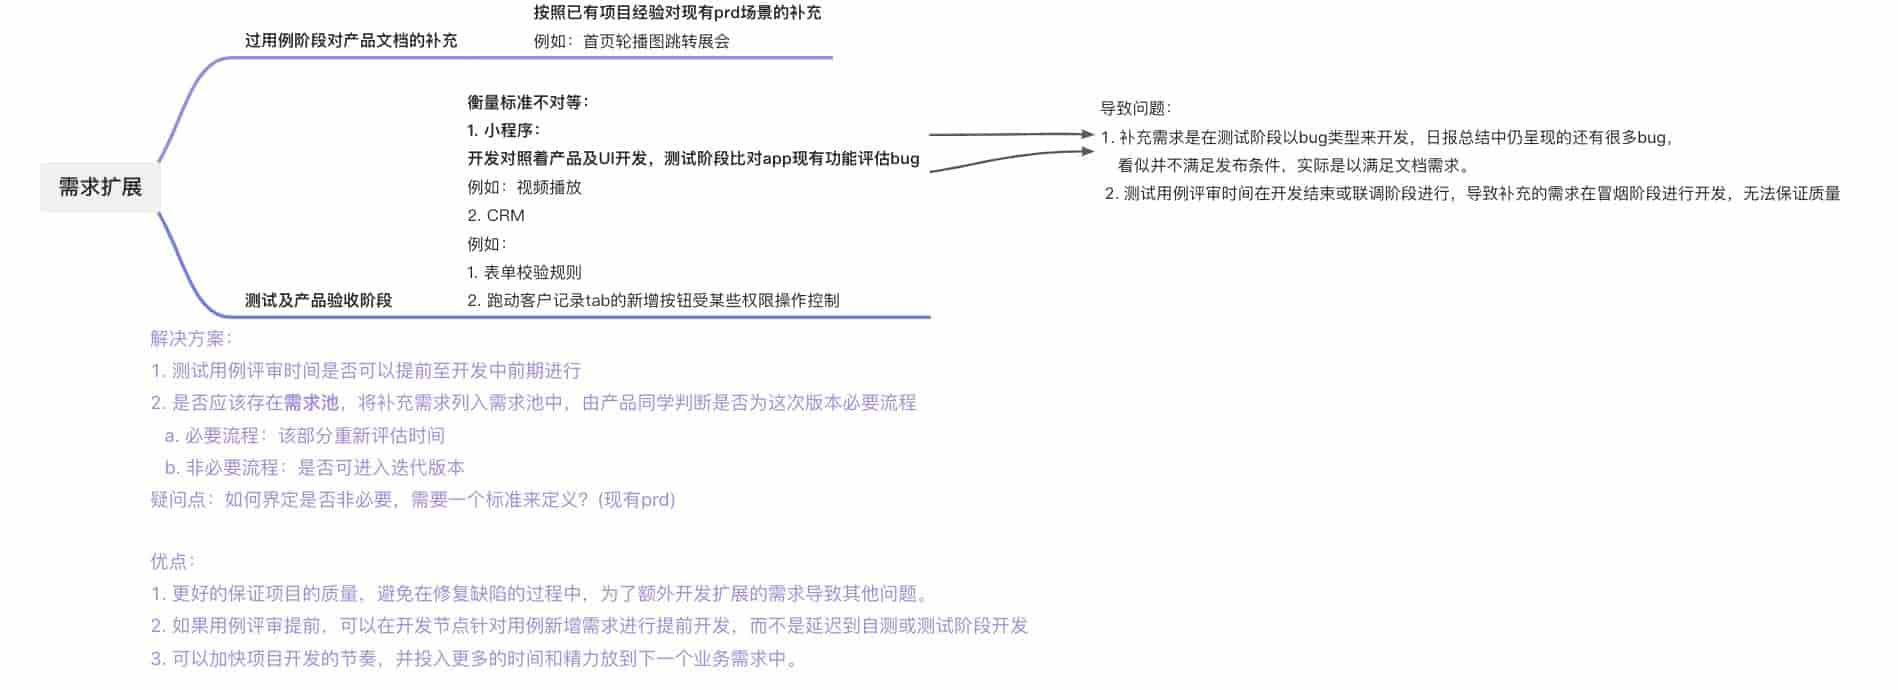 按照已有项目经验对现有prd场景的补充
过用例阶段对产品文档的补充
例如：首页轮播图跳转展会
衡量标准不对等：
1. 小程序：
开发对照着产品及UI开发，测试阶段比对app现有功能评估bug
例如：视频播放
2. CRM
例如：
1. 表单校验规则
2. 跑动客户记录tab的新增按钮受某些权限操作控制
导致问题：
1. 补充需求是在测试阶段以bug类型来开发，日报总结中仍呈现的还有很多bug，
看似并不满足发布条件，实际是以满足文档需求。
2. 测试用例评审时间在开发结束或联调阶段进行，导致补充的需求在冒烟阶段进行开发，无法保证质量
需求扩展
测试及产品验收阶段
解决方案：
1. 测试用例评审时间是否可以提前至开发中前期进行
2. 是否应该存在需求池，将补充需求列入需求池中，由产品同学判断是否为这次版本必要流程
a. 必要流程：该部分重新评估时间
b. 非必要流程：是否可进入迭代版本
疑问点：如何界定是否非必要，需要一个标准来定义？(现有prd)
优点：
1. 更好的保证项目的质量，避免在修复缺陷的过程中，为了额外开发扩展的需求导致其他问题。
2. 如果用例评审提前，可以在开发节点针对用例新增需求进行提前开发，而不是延迟到自测或测试阶段开发
3. 可以加快项目开发的节奏，并投入更多的时间和精力放到下一个业务需求中。